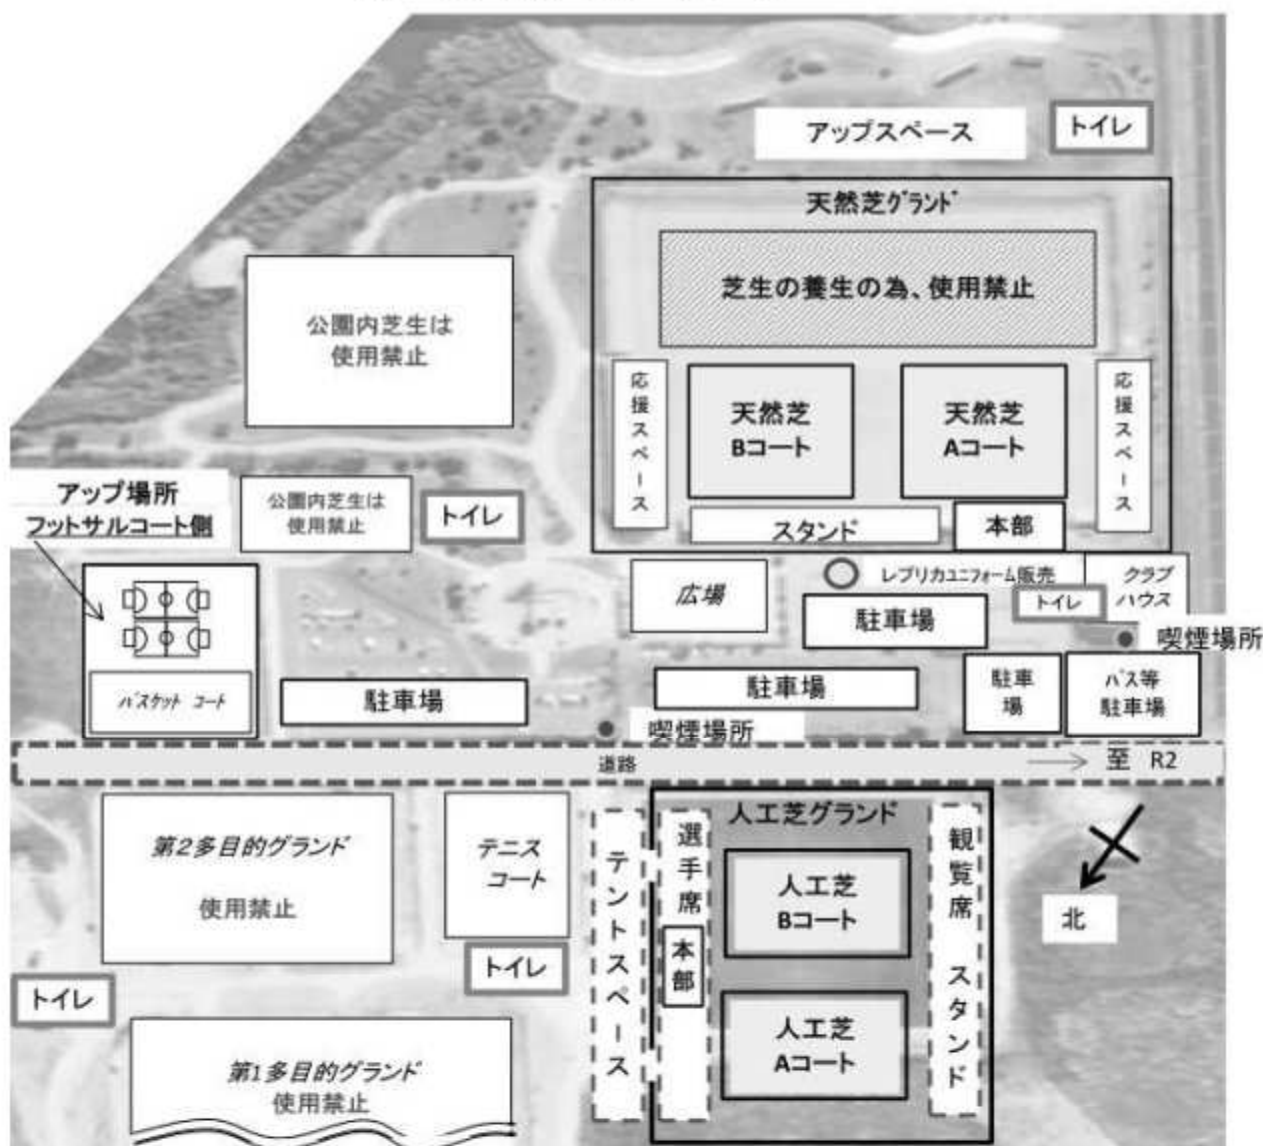 アップスペース
トイレ
天然芝グランド
芝生の養生の為、使用禁止
公園内芝生は
使用禁止
応援スペース
天然芝
Bコート
天然芝
Aコート
応援スペース
アップ場所
フットサルコート側
公園内芝生は
使用禁止
トイレ
スタンド
本部
広場
レプリカユニフォーム販売
クラブ
ハウス
トイレ
駐車場
喫煙場所
バスケット コート
駐車場
駐車場
駐車
場
バス等
駐車場
喫煙場所
道路
至 R2
第2多目的グランド
使用禁止
テニス
コート
テントスペース
選手席
本部
人工芝グランド
人工芝
Bコート
人工芝
Aコート
観覧席 スタンド
北
トイレ
トイレ
第1多目的グランド
使用禁止